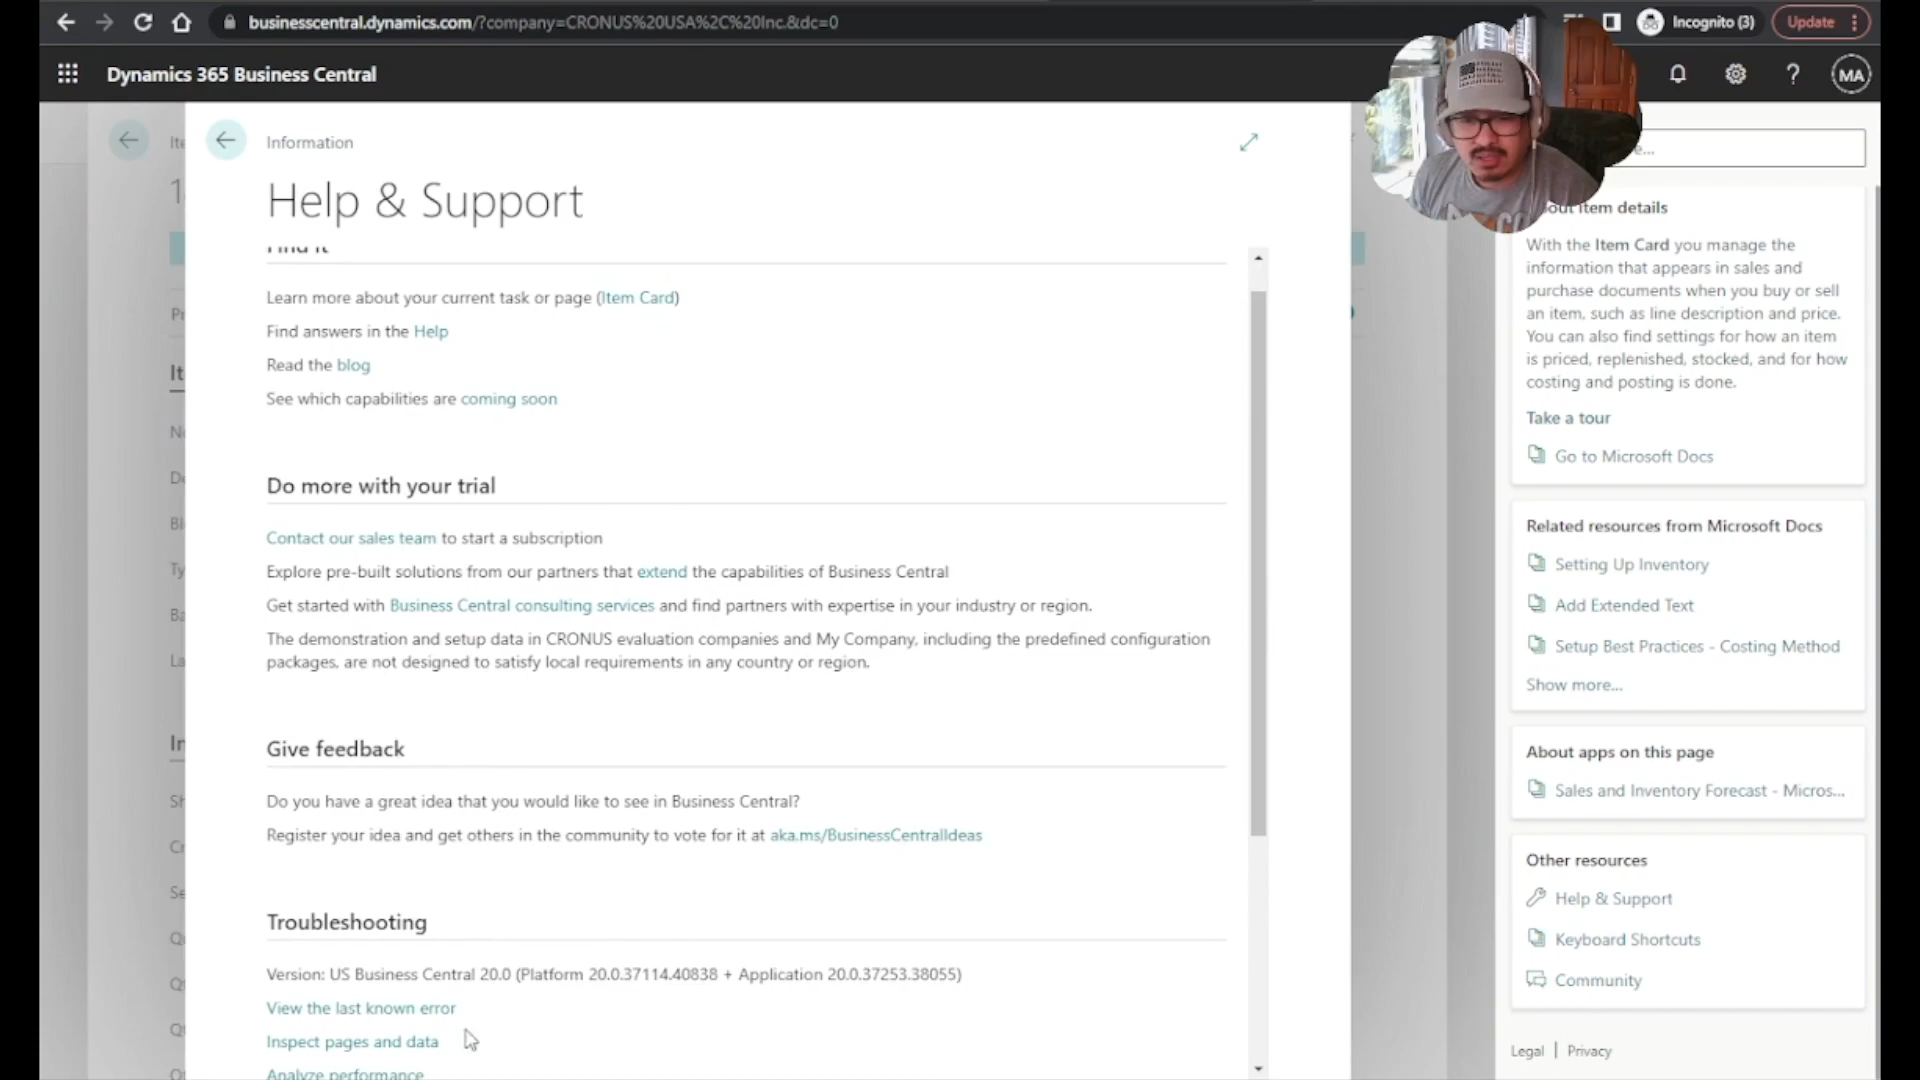 businesscentral.dynamics.com/?company=CRONUS%20USA%2C%20Inc.&dc=0
Incognito (3)
Update
Dynamics 365 Business Central
MA
Information
Help & Support
Find it
Learn more about your current task or page (Item Card)
Find answers in the Help
Read the blog
See which capabilities are coming soon
Do more with your trial
Contact our sales team to start a subscription
Explore pre-built solutions from our partners that extend the capabilities of Business Central
Get started with Business Central consulting services and find partners with expertise in your industry or region.
The demonstration and setup data in CRONUS evaluation companies and My Company, including the predefined configuration
packages, are not designed to satisfy local requirements in any country or region.
Give feedback
Do you have a great idea that you would like to see in Business Central?
Register your idea and get others in the community to vote for it at aka.ms/BusinessCentralIdeas
Troubleshooting
Version: US Business Central 20.0 (Platform 20.0.37114.40838 + Application 20.0.37253.38055)
View the last known error
Inspect pages and data
Analyze performance
item details
With the Item Card you manage the
information that appears in sales and
purchase documents when you buy or sell
an item, such as line description and price.
You can also find settings for how an item
is priced, replenished, stocked, and for how
costing and posting is done.
Take a tour
Go to Microsoft Docs
Related resources from Microsoft Docs
Setting Up Inventory
Add Extended Text
Setup Best Practices - Costing Method
Show more...
About apps on this page
Sales and Inventory Forecast - Micros...
Other resources
Help & Support
Keyboard Shortcuts
Community
Legal | Privacy